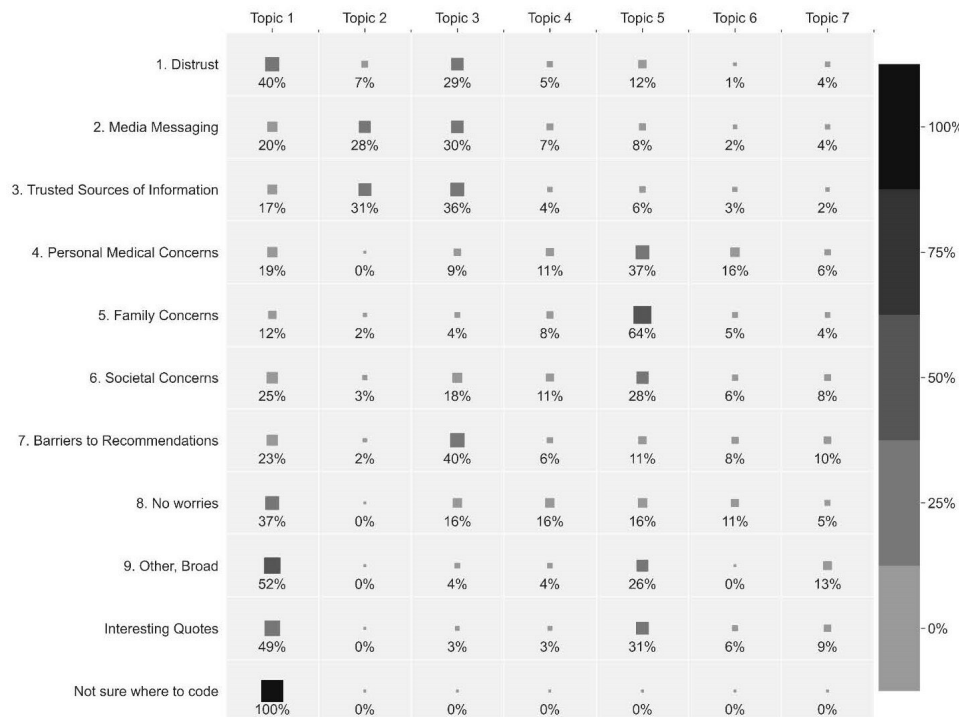 Topic 1 Topic 2 Topic 3 Topic 4 Topic 5 Topic 6 Topic 7
1. Distrust
40% 7% 29% 5% 12% 1% 4%
2. Media Messaging
20% 28% 30% 7% 8% 2% 4%
3. Trusted Sources of Information
17% 31% 36% 4% 6% 3% 2%
4. Personal Medical Concerns
19% 0% 9% 11% 37% 16% 6%
5. Family Concerns
12% 2% 4% 8% 64% 5% 4%
6. Societal Concerns
25% 3% 18% 11% 28% 6% 8%
7. Barriers to Recommendations
23% 2% 40% 6% 11% 8% 10%
8. No worries
37% 0% 16% 16% 16% 11% 5%
9. Other, Broad
52% 0% 4% 4% 26% 0% 13%
Interesting Quotes
49% 0% 3% 3% 31% 6% 9%
Not sure where to code
100% 0% 0% 0% 0% 0% 0%
100%
75%
50%
25%
0%